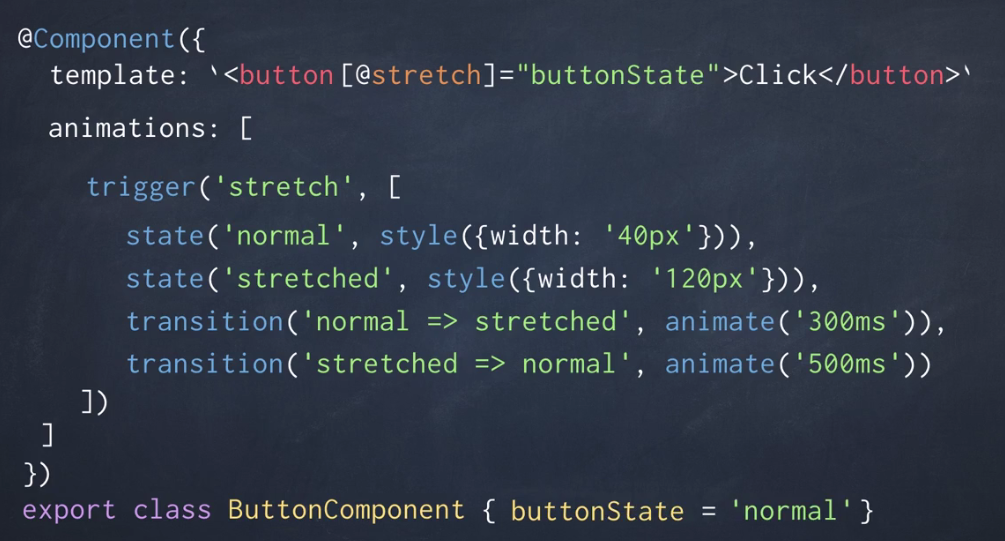 @Component({
template: `<button [@stretch]="buttonState">Click</button>`
animations: [
trigger('stretch', [
state('normal', style({width: '40px'})),
state('stretched', style({width: '120px'})),
transition('normal => stretched', animate('300ms')),
transition('stretched => normal', animate('500ms'))
])
]
})
export class ButtonComponent { buttonState = 'normal' }